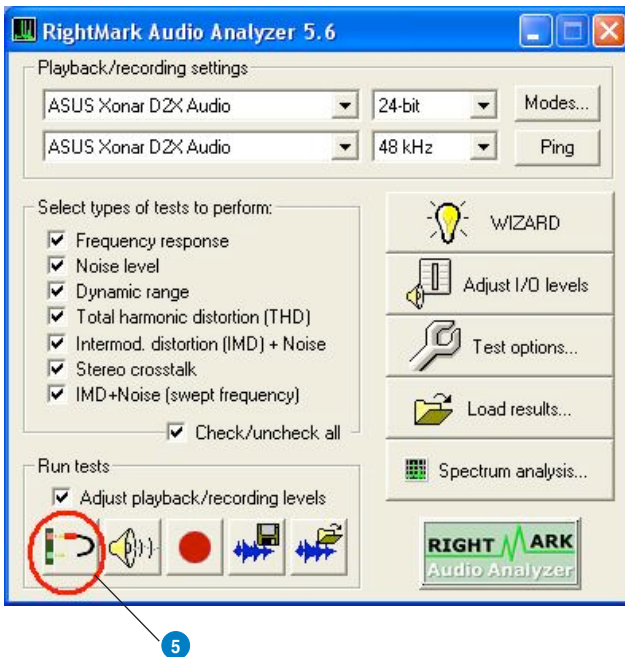 RightMark Audio Analyzer 5.6
Playback/recording settings
ASUS Xonar D2X Audio 24-bit Modes...
ASUS Xonar D2X Audio 48 kHz Ping
Select types of tests to perform:
Frequency response
Noise level
Dynamic range
Total harmonic distortion (THD)
Intermod. distortion (IMD) + Noise
Stereo crosstalk
IMD+Noise (swept frequency)
Check/uncheck all
WIZARD
Adjust I/O levels
Test options...
Load results...
Spectrum analysis...
Run tests
Adjust playback/recording levels
RIGHT MARK
Audio Analyzer
5